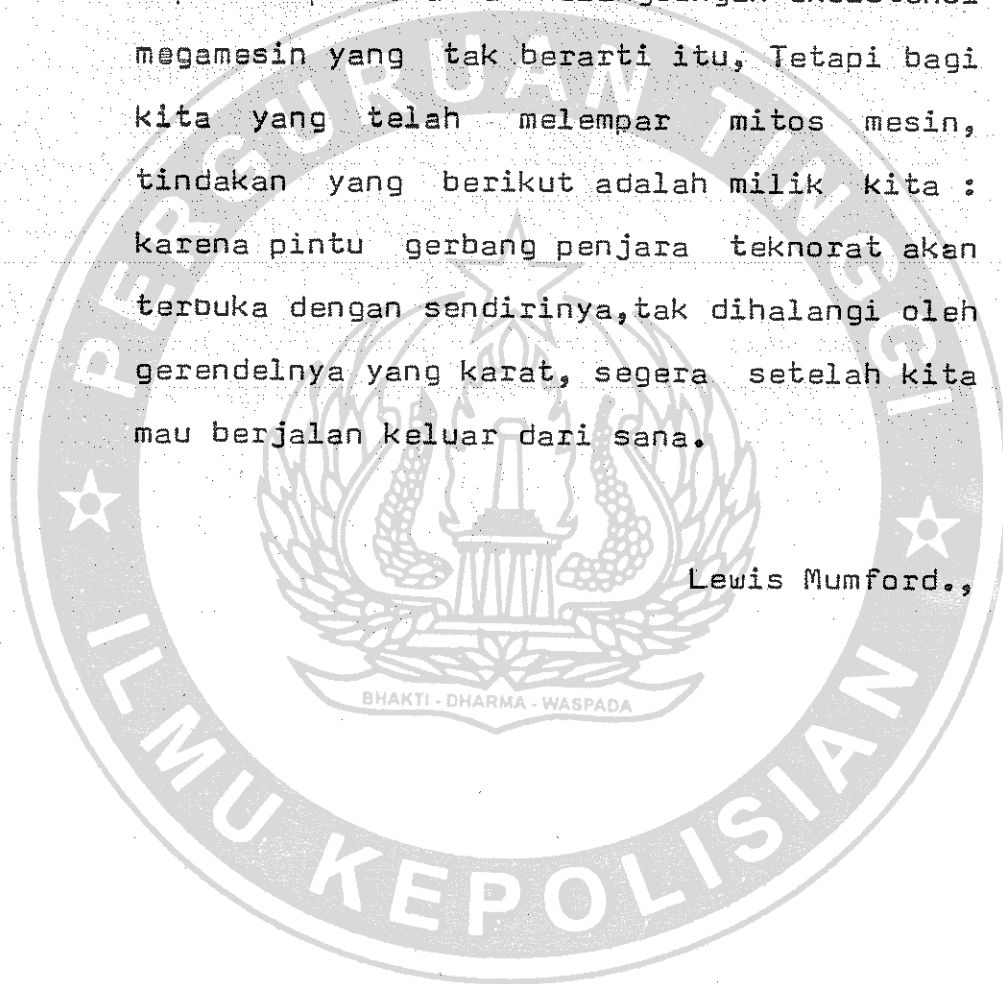 megamesin yang tak berarti itu, Tetapi bagi
kita yang telah melempar mitos mesin,
tindakan yang berikut adalah milik kita :
karena pintu gerbang penjara teknorat akan
terbuka dengan sendirinya,tak dihalangi oleh
gerendelnya yang karat, segera setelah kita
mau berjalan keluar dari sana.
Lewis Mumford.,
PERGURUAN TINGGI
BHAKTI - DHARMA - WASPADA
ILMU KEPOLISIAN